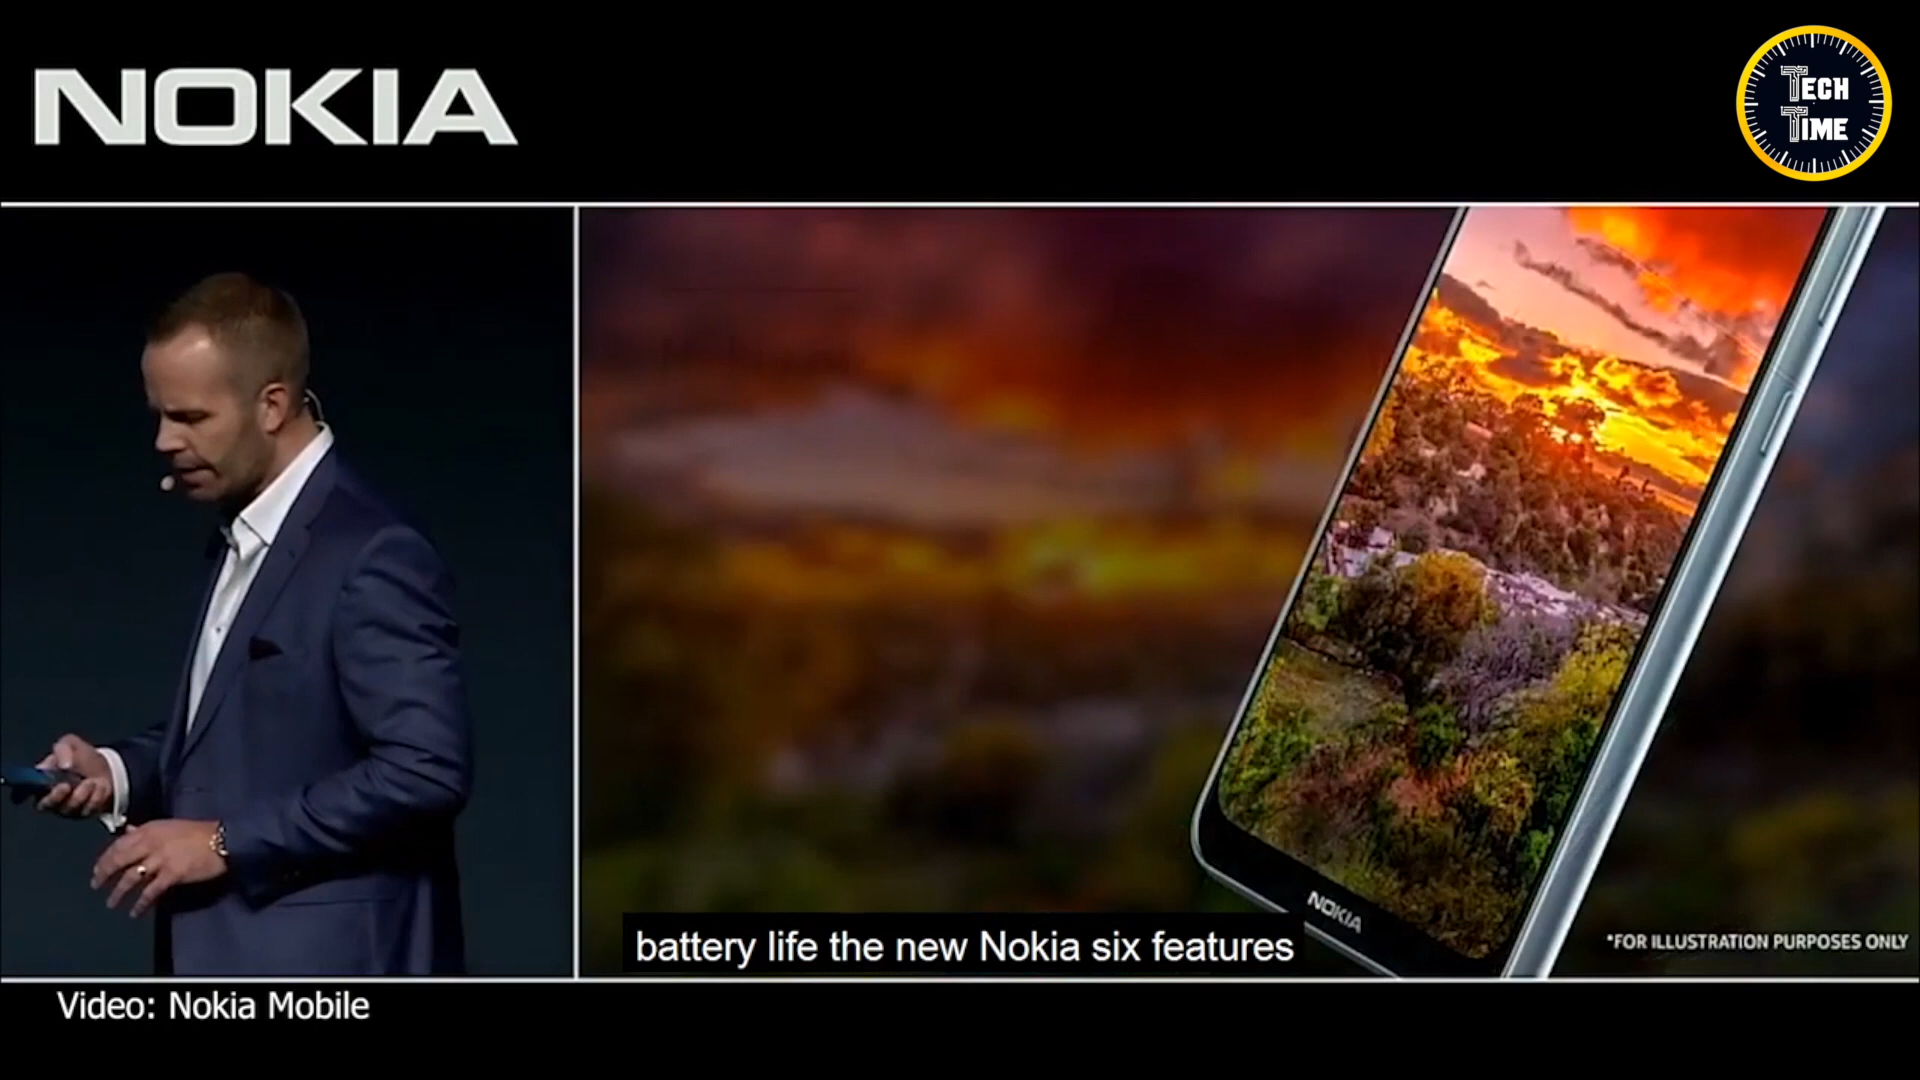 NOKIA
TECH
TIME
NOKIA
battery life the new Nokia six features
*FOR ILLUSTRATION PURPOSES ONLY
Video: Nokia Mobile